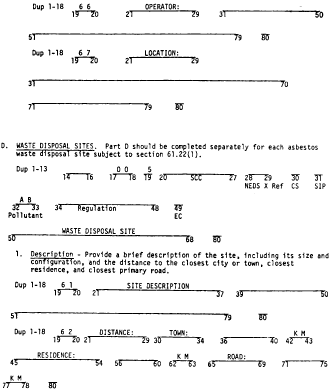 Dup 1-18 6 6 OPERATOR:
19 20 21 29 31 50
51 79 80
Dup 1-18 6 7 LOCATION:
19 20 21 29
31 70
71 79 80
D. WASTE DISPOSAL SITES. Part D should be completed separately for each asbestos
waste disposal site subject to section 61.22(l).
Dup 1-13 0 0 5
14 16 17 18 19 20 SCC 27 28 29 30 31
NEDS X Ref CS SIP
A B
32 33 34 Regulation 48 49
Pollutant EC
WASTE DISPOSAL SITE
50 68 80
1. Description - Provide a brief description of the site, including its size and
configuration, and the distance to the closest city or town, closest
residence, and closest primary road.
Dup 1-18 6 1 SITE DESCRIPTION
19 20 21 37 39 50
51 79 80
Dup 1-18 6 2 DISTANCE: TOWN: K M
19 20 21 29 30 34 36 40 42 43
RESIDENCE: K M ROAD:
45 54 56 60 62 63 65 69 71 75
K M
77 78 80